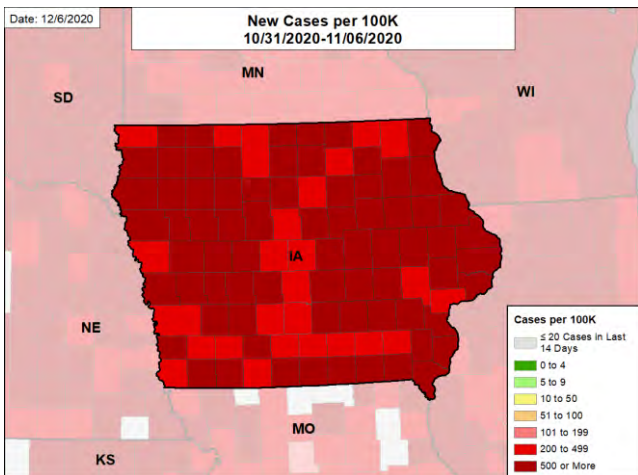 Date: 12/6/2020
New Cases per 100K
10/31/2020-11/06/2020
MN
SD
WI
IA
NE
MO
KS
Cases per 100K
≤ 20 Cases in Last
14 Days
0 to 4
5 to 9
10 to 50
51 to 100
101 to 199
200 to 499
500 or More